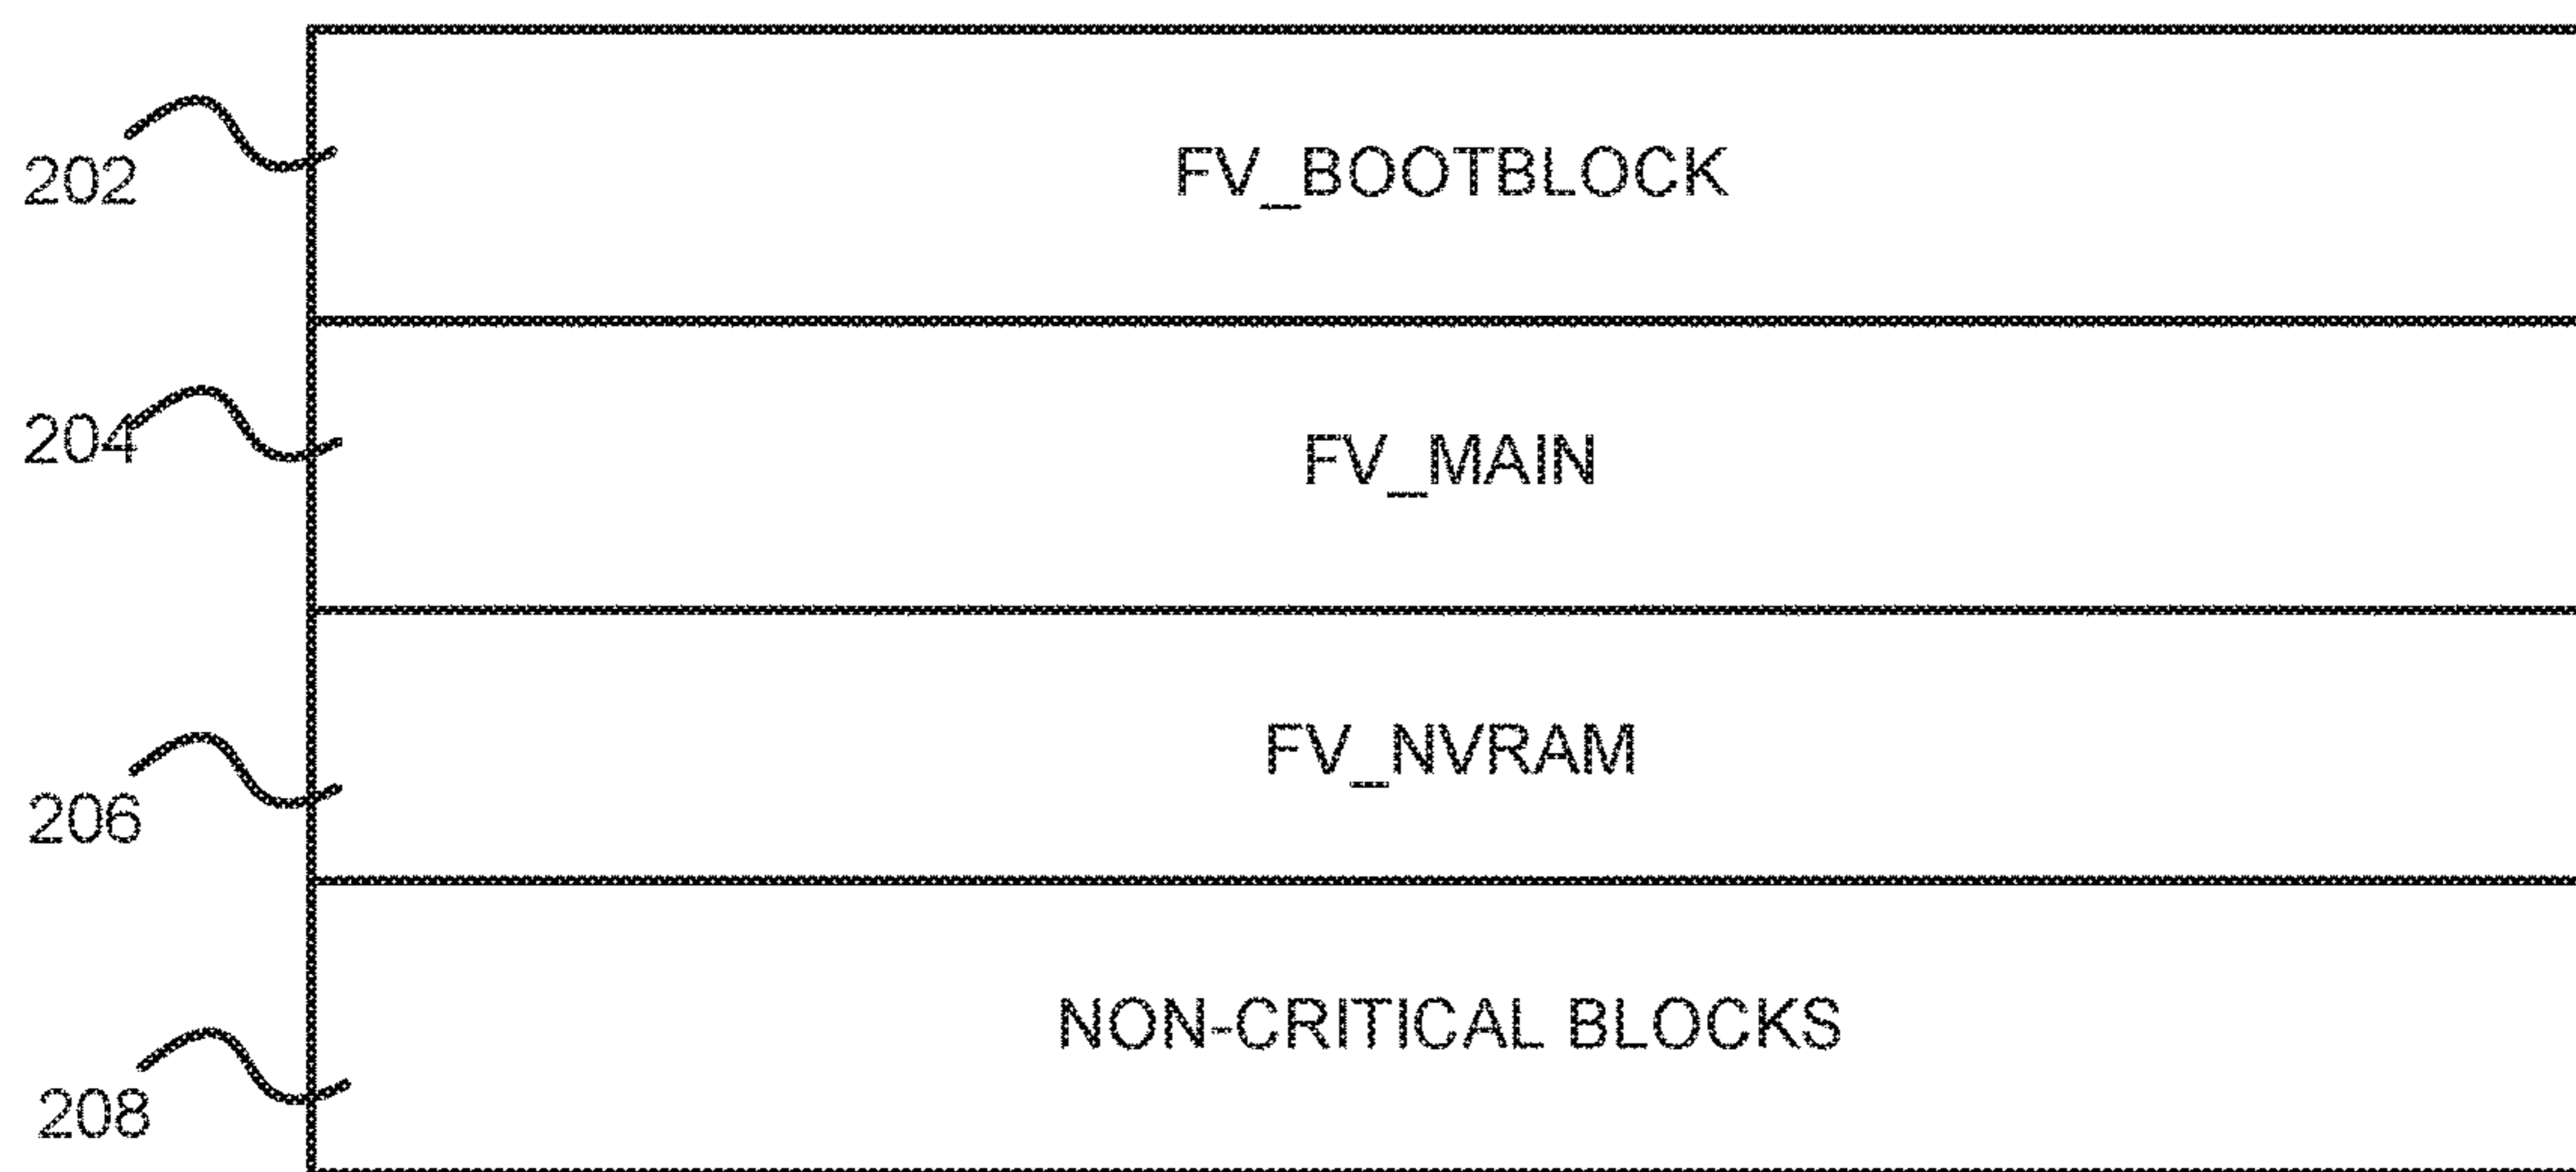 202
FV_BOOTBLOCK
204
FV_MAIN
206
FV_NVRAM
208
NON-CRITICAL BLOCKS